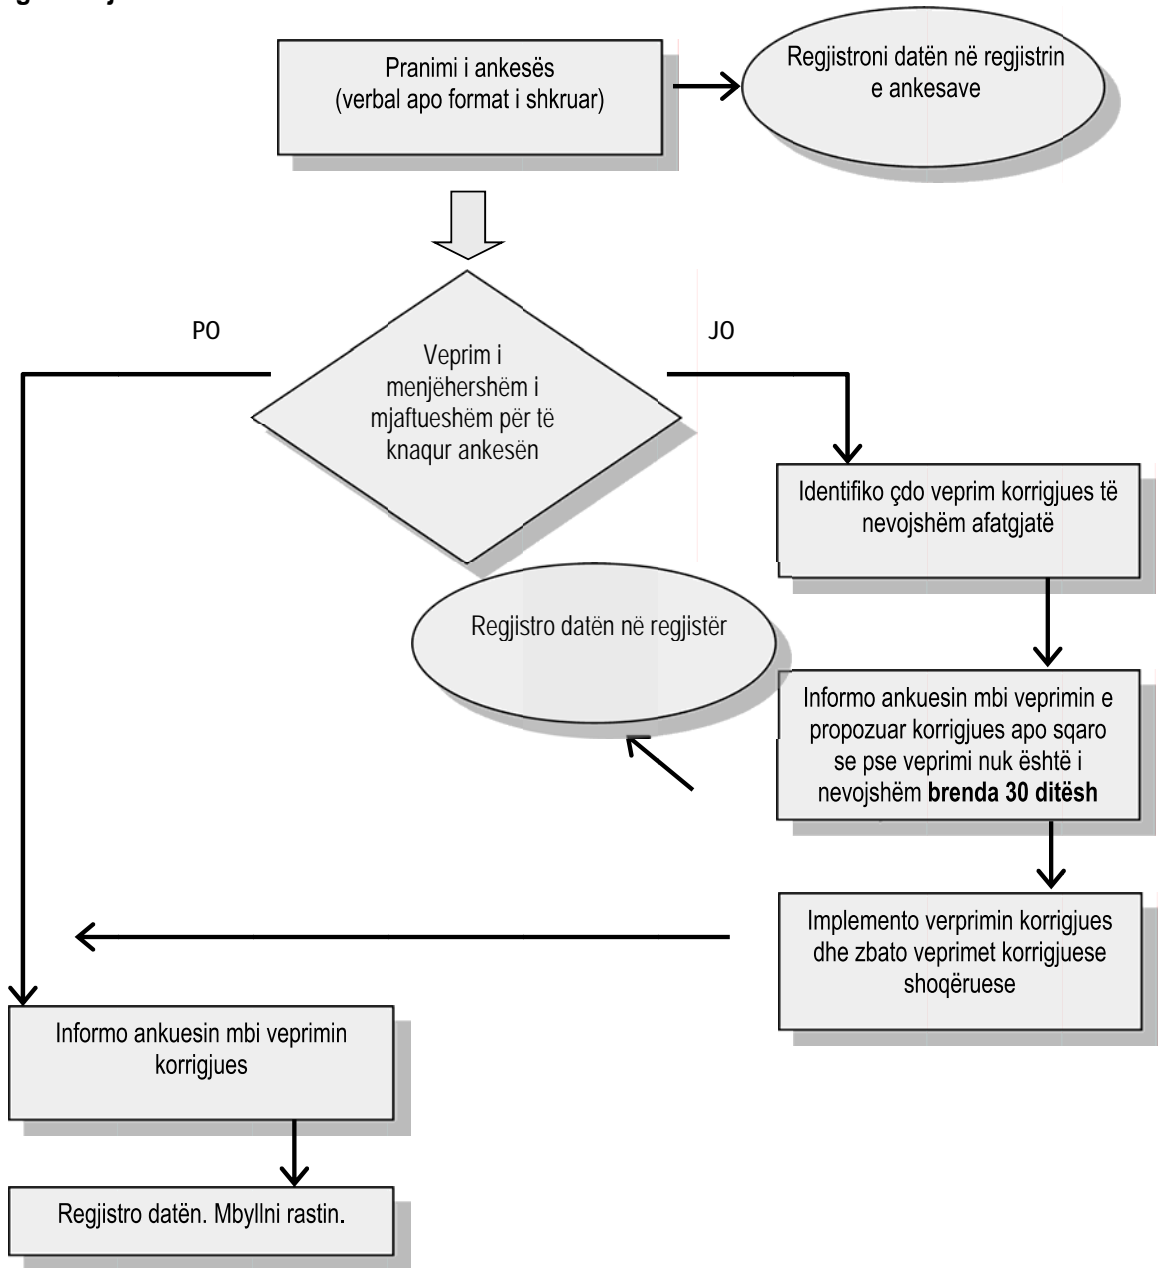 Pranimi i ankesës
(verbal apo format i shkruar)
Regjistroni datën në regjistrin
e ankesave
PO
JO
Veprim i
menjëhershëm i
mjaftueshëm për të
knaqur ankesën
Identifiko çdo veprim korrigjues të
nevojshëm afatgjatë
Regjistro datën në regjistër
Informo ankuesin mbi veprimin e
propozuar korrigjues apo sqaro
se pse veprimi nuk është i
nevojshëm brenda 30 ditësh
Implemento verprimin korrigjues
dhe zbato veprimet korrigjuese
shoqëruese
Informo ankuesin mbi veprimin
korrigjues
Regjistro datën. Mbyllni rastin.